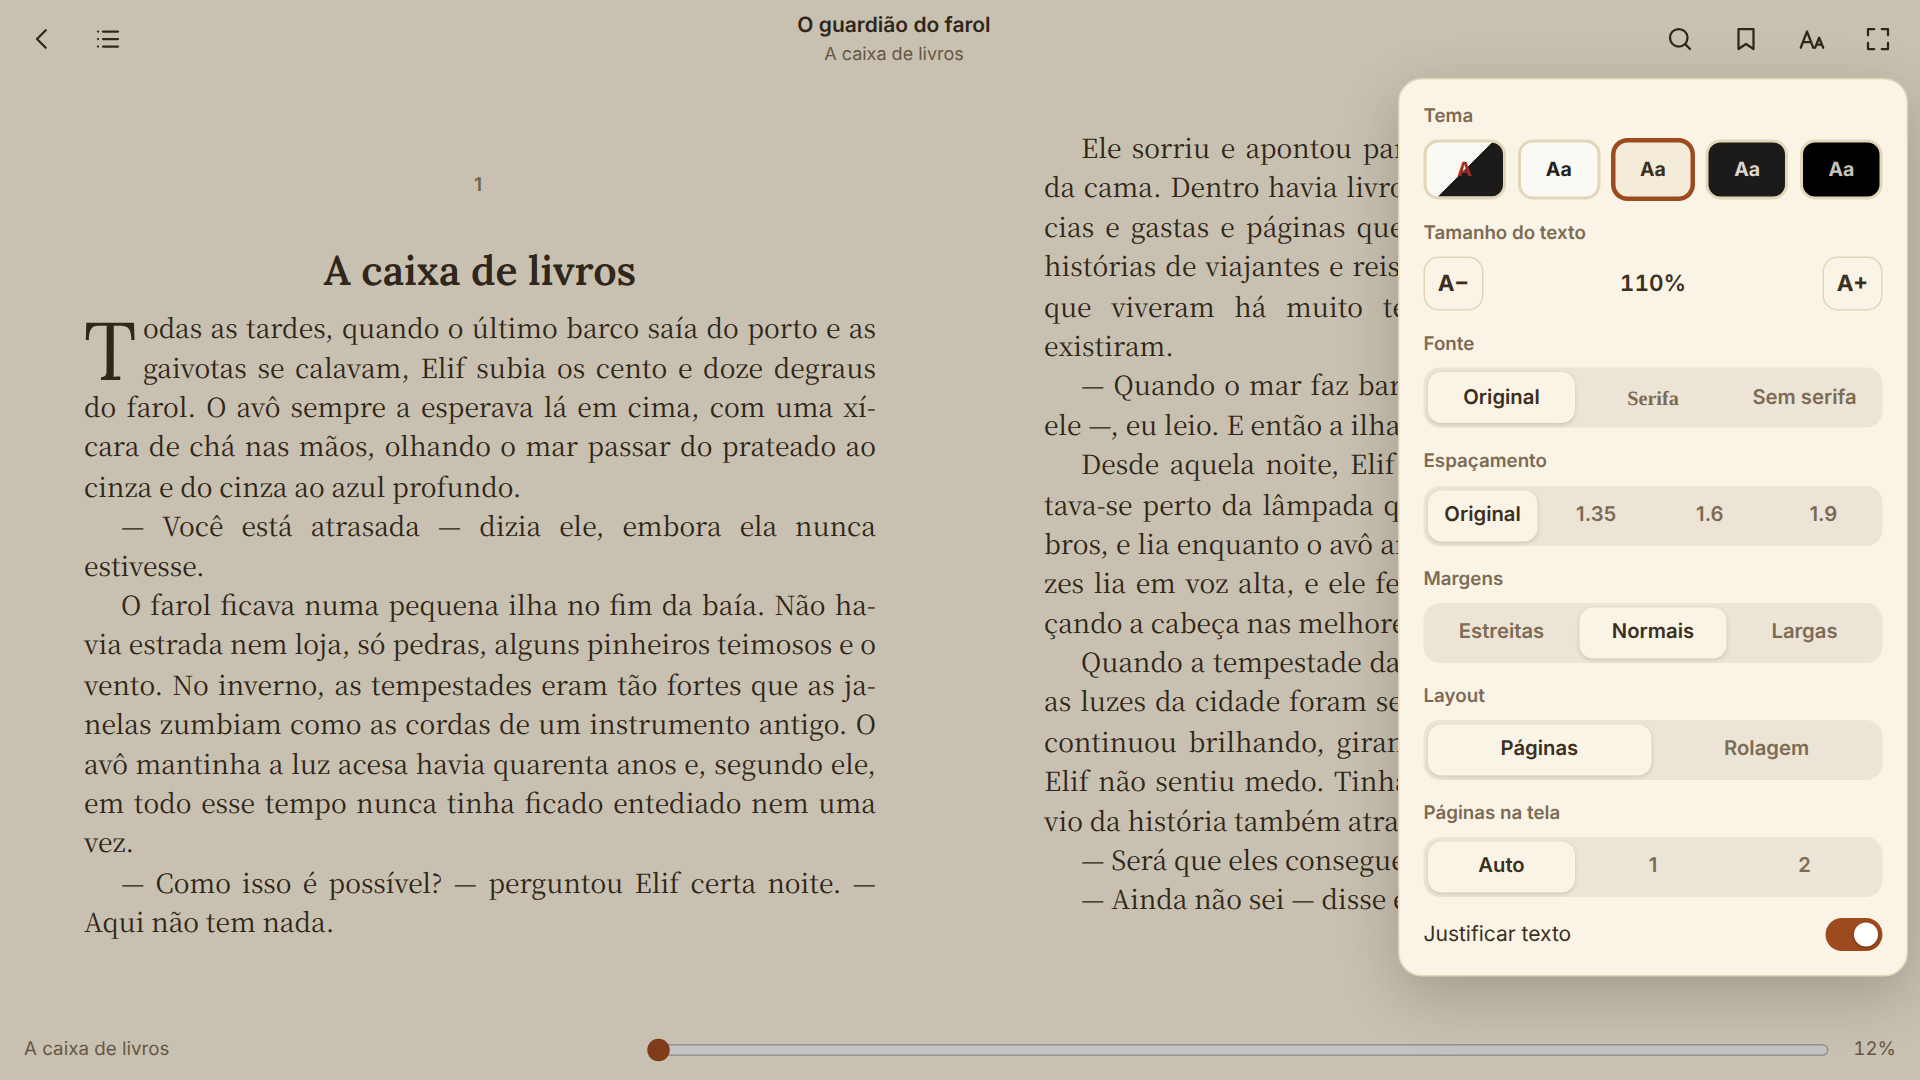 O guardião do farol
A caixa de livros
1
A caixa de livros
Todas as tardes, quando o último barco saía do porto e as
gaivotas se calavam, Elif subia os cento e doze degraus
do farol. O avô sempre a esperava lá em cima, com uma xí-
cara de chá nas mãos, olhando o mar passar do prateado ao
cinza e do cinza ao azul profundo.
— Você está atrasada — dizia ele, embora ela nunca
estivesse.
O farol ficava numa pequena ilha no fim da baía. Não ha-
via estrada nem loja, só pedras, alguns pinheiros teimosos e o
vento. No inverno, as tempestades eram tão fortes que as ja-
nelas zumbiam como as cordas de um instrumento antigo. O
avô mantinha a luz acesa havia quarenta anos e, segundo ele,
em todo esse tempo nunca tinha ficado entediado nem uma
vez.
— Como isso é possível? — perguntou Elif certa noite. —
Aqui não tem nada.
Ele sorriu e apontou
da cama. Dentro havia
cias e gastas e páginas
histórias de viajantes e reis
que viveram há muito
existiram.
— Quando o mar faz
ele —, eu leio. E então a
Desde aquela noite, Elif
tava-se perto da lâmpada
bros, e lia enquanto o avô
zes lia em voz alta, e ele
çando a cabeça nas
Quando a tempestade
as luzes da cidade foram
continuou brilhando,
Elif não sentiu medo.
vio da história também
— Será que eles
— Ainda não sei — disse
Tema
A Aa Aa Aa Aa
Tamanho do texto
A− 110% A+
Fonte
Original Serifa Sem serifa
Espaçamento
Original 1.35 1.6 1.9
Margens
Estreitas Normais Largas
Layout
Páginas Rolagem
Páginas na tela
Auto 1 2
Justificar texto
A caixa de livros
12%